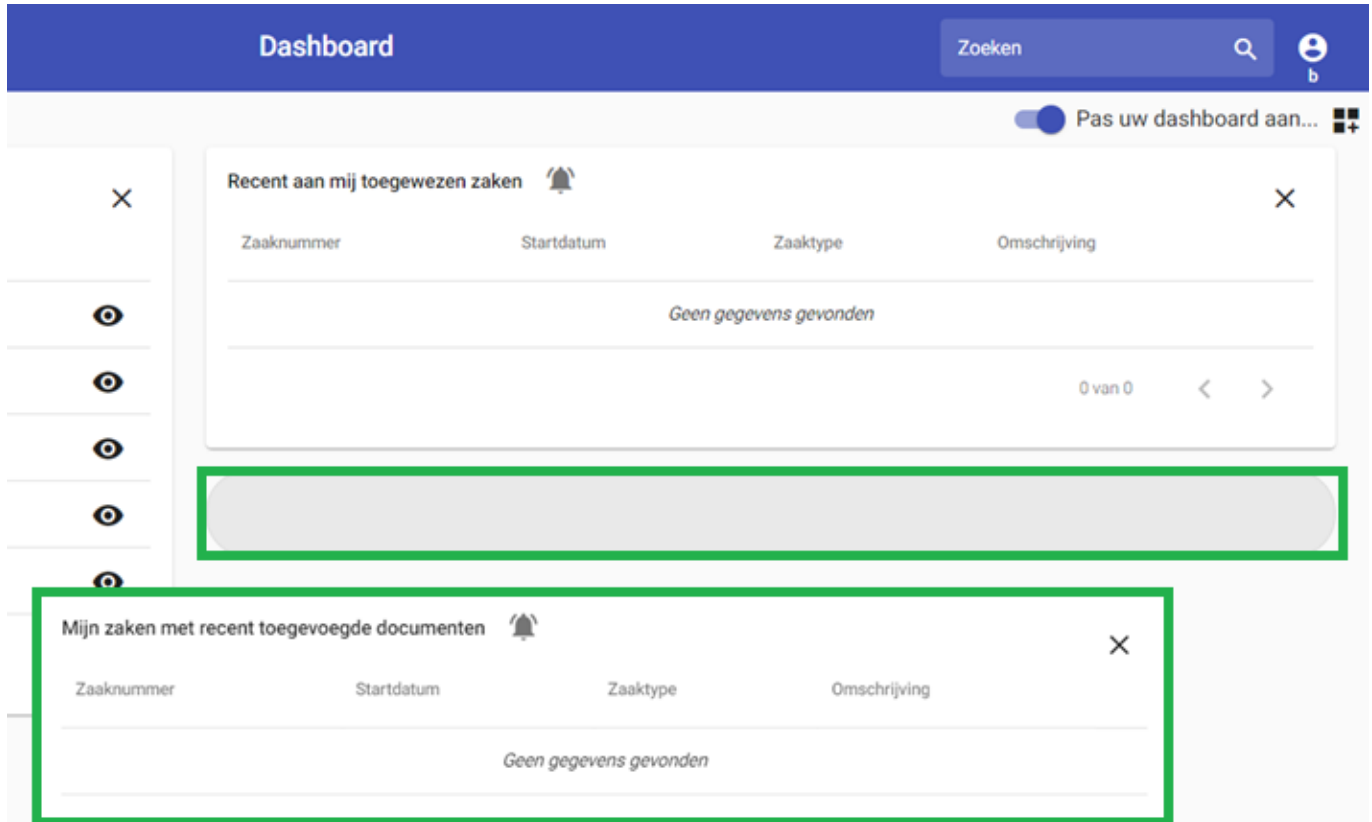 Dashboard
Zoeken
b
Pas uw dashboard aan...
Recent aan mij toegewezen zaken
Zaaknummer Startdatum Zaaktype Omschrijving
Geen gegevens gevonden
0 van 0
Mijn zaken met recent toegevoegde documenten
Zaaknummer Startdatum Zaaktype Omschrijving
Geen gegevens gevonden